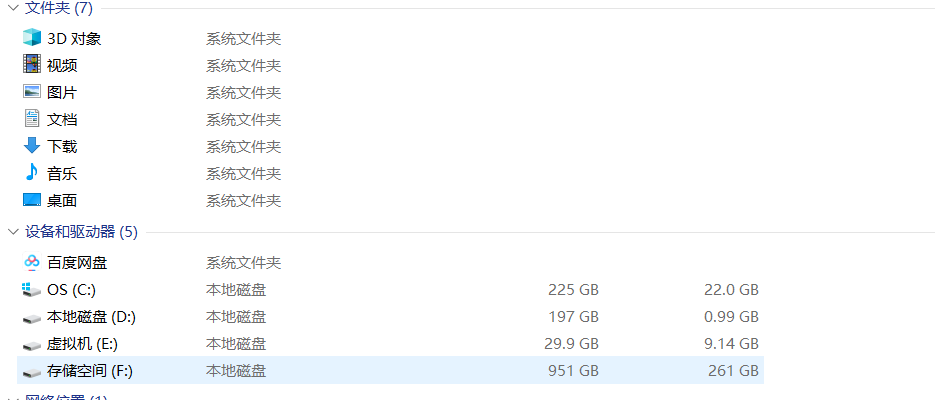 文件夹 (7)
3D 对象 系统文件夹
视频 系统文件夹
图片 系统文件夹
文档 系统文件夹
下载 系统文件夹
音乐 系统文件夹
桌面 系统文件夹
设备和驱动器 (5)
百度网盘 系统文件夹
OS (C:) 本地磁盘 225 GB 22.0 GB
本地磁盘 (D:) 本地磁盘 197 GB 0.99 GB
虚拟机 (E:) 本地磁盘 29.9 GB 9.14 GB
存储空间 (F:) 本地磁盘 951 GB 261 GB
网络位置 (1)